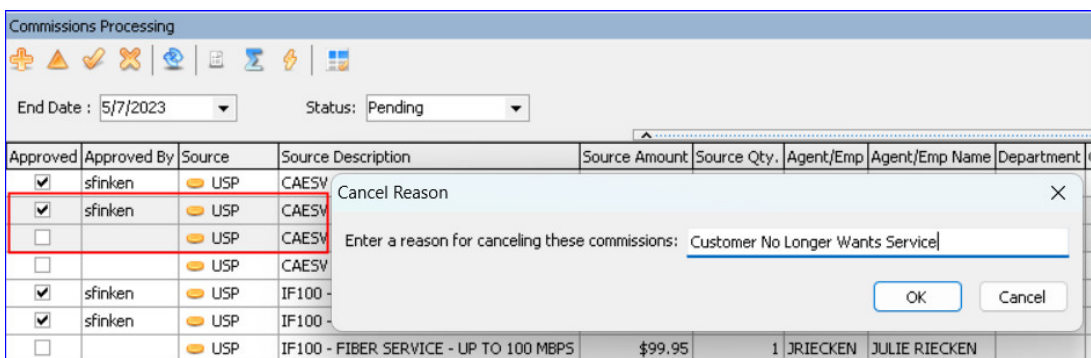 Commissions Processing
End Date : 5/7/2023 Status: Pending
Approved Approved By Source Source Description Source Amount Source Qty. Agent/Emp Agent/Emp Name Department
sfinken USP CAESV
Cancel Reason
sfinken USP CAESV
USP CAESV
Enter a reason for canceling these commissions: Customer No Longer Wants Service
USP CAESV
sfinken USP IF100 -
OK Cancel
sfinken USP IF100 -
USP IF100 - FIBER SERVICE - UP TO 100 MBPS $99.95 1 JRIECKEN JULIE RIECKEN